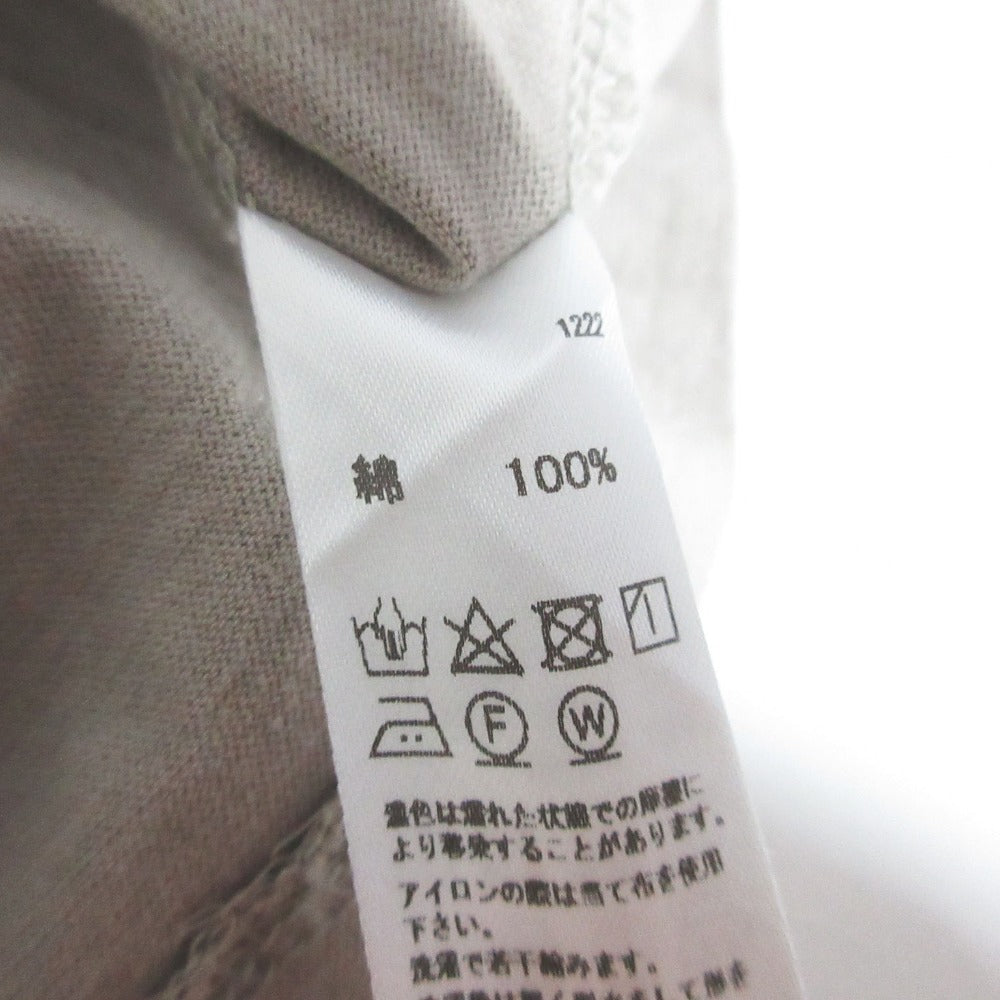 1222
綿 100%
F W
濃色は濡れた状態での摩擦に
より移染することがあります。
アイロンの際は当て布を使用
下さい。
洗濯で若干縮みます。